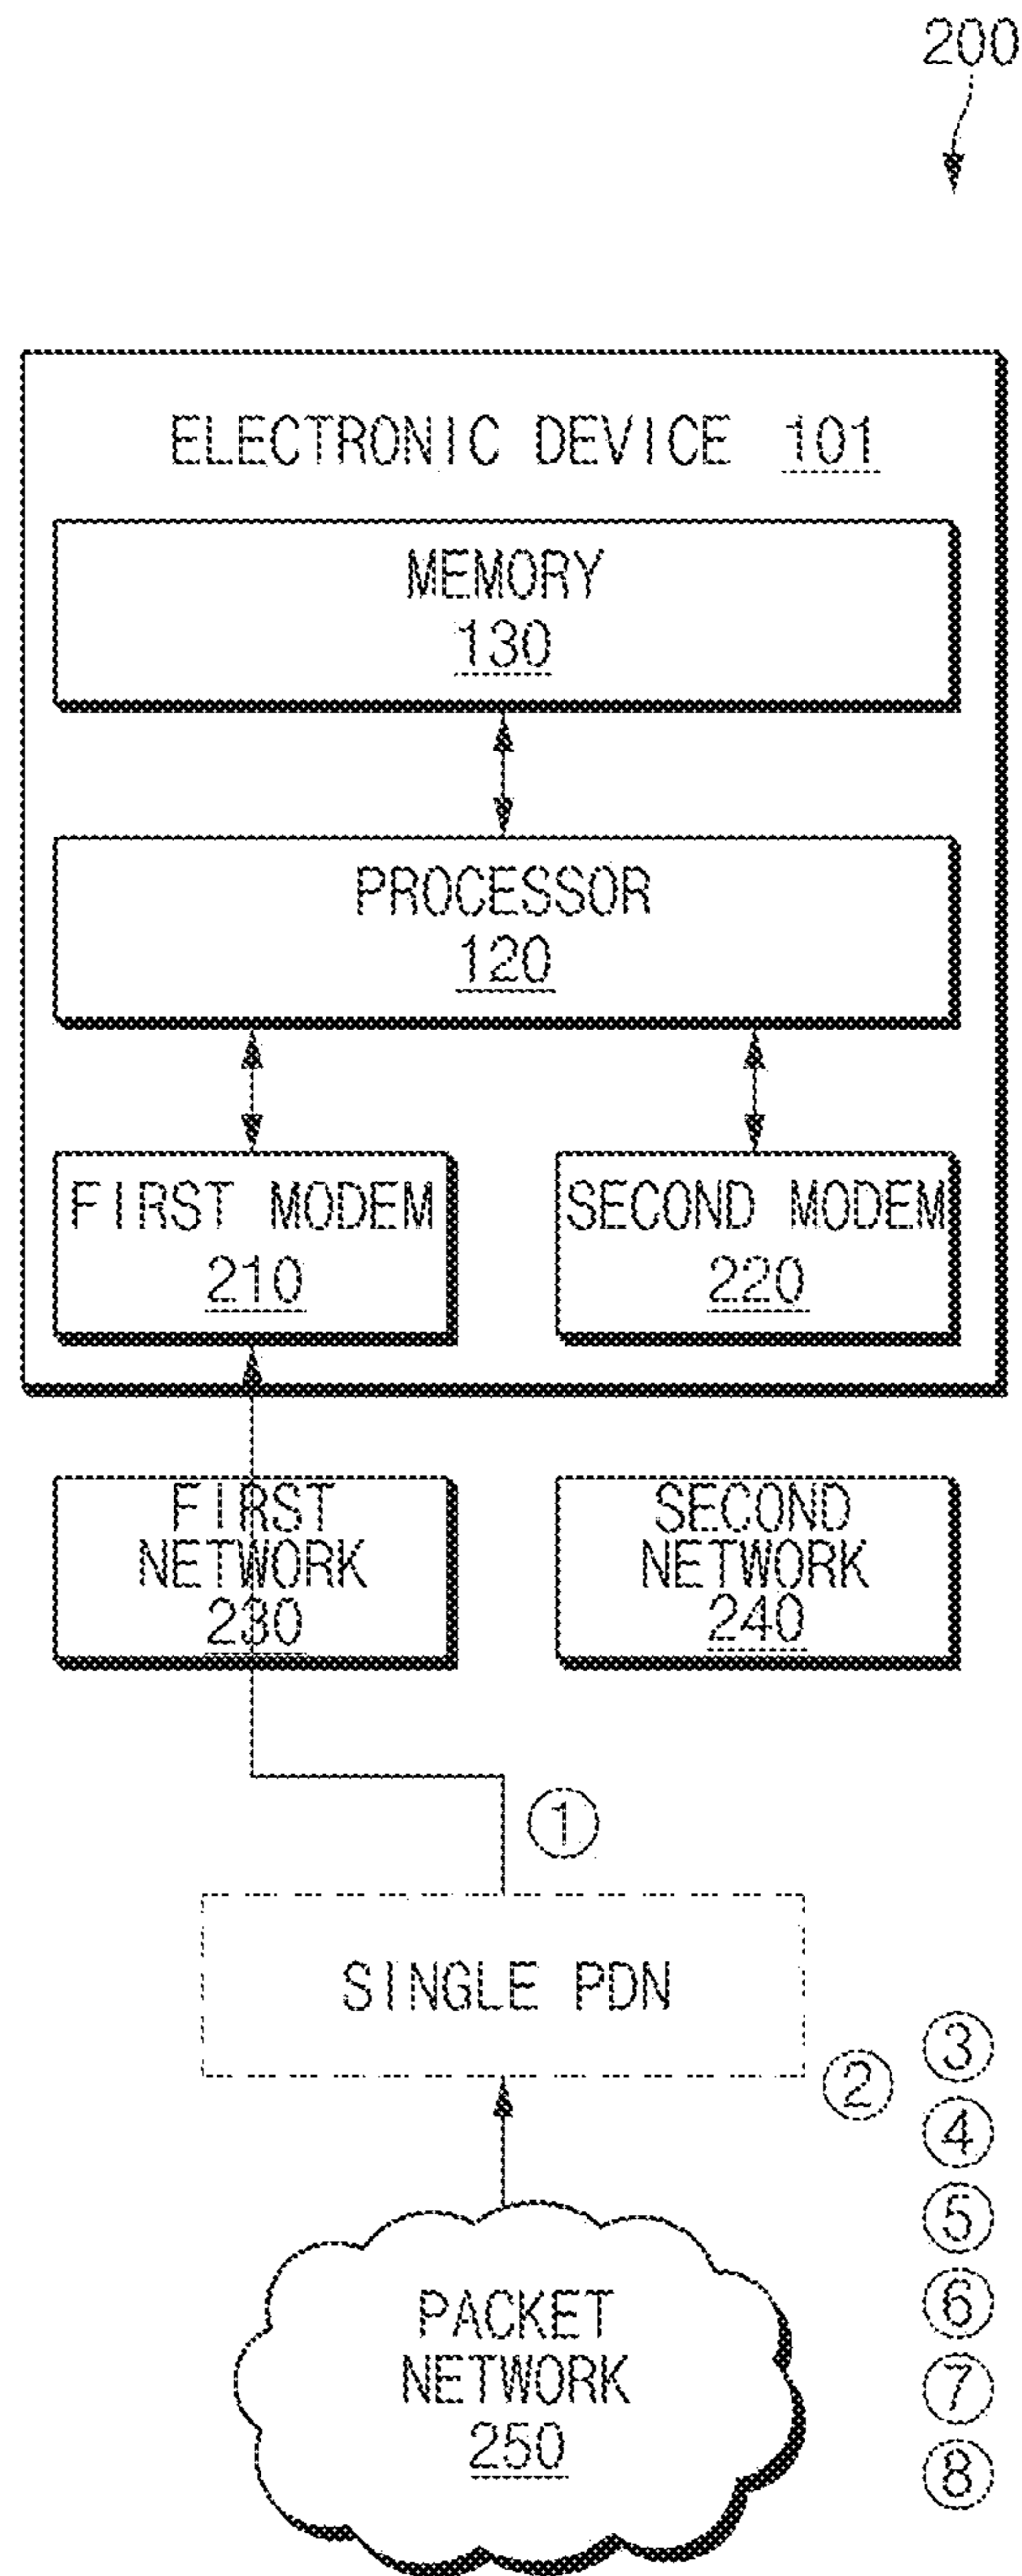 200
ELECTRONIC DEVICE 101
MEMORY
130
PROCESSOR
120
FIRST MODEM
210
SECOND MODEM
220
FIRST
NETWORK
230
SECOND
NETWORK
240
①
SINGLE PDN
②
③
④
⑤
⑥
⑦
⑧
PACKET
NETWORK
250